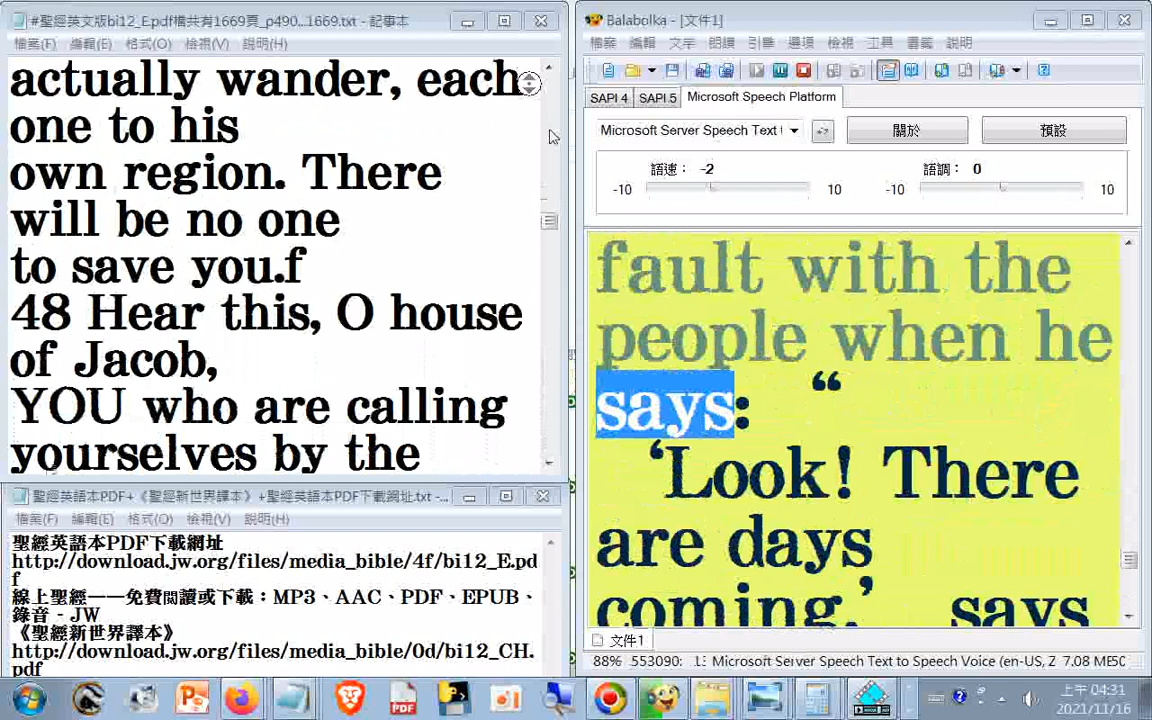 #聖經英文版bi12_E.pdf檔共有1669頁_p490...1669.txt - 記事本
檔案(F) 編輯(E) 格式(O) 檢視(V) 說明(H)
actually wander, each
one to his
own region. There
will be no one
to save you.f
48 Hear this, O house
of Jacob,
YOU who are calling
yourselves by the
聖經英語本PDF+《聖經新世界譯本》+聖經英語本PDF下載網址.txt -...
檔案(F) 編輯(E) 格式(O) 檢視(V) 說明(H)
聖經英語本PDF下載網址
http://download.jw.org/files/media_bible/4f/bi12_E.pd
f
線上聖經——免費閱讀或下載：MP3、AAC、PDF、EPUB、
錄音 - JW
《聖經新世界譯本》
http://download.jw.org/files/media_bible/0d/bi12_CH.
pdf
Balabolka - [文件1]
檔案 編輯 文字 朗讀 引擎 選項 檢視 工具 書籤 說明
SAPI 4 SAPI 5 Microsoft Speech Platform
Microsoft Server Speech Text 關於 預設
語速： -2 語調： 0
-10 10 -10 10
fault with the
people when he
says: “
‘Look! There
are days
coming,’ says
文件1
88% 553090: Microsoft Server Speech Text to Speech Voice (en-US, Z 7.08 ME
上午 04:31
2021/11/16